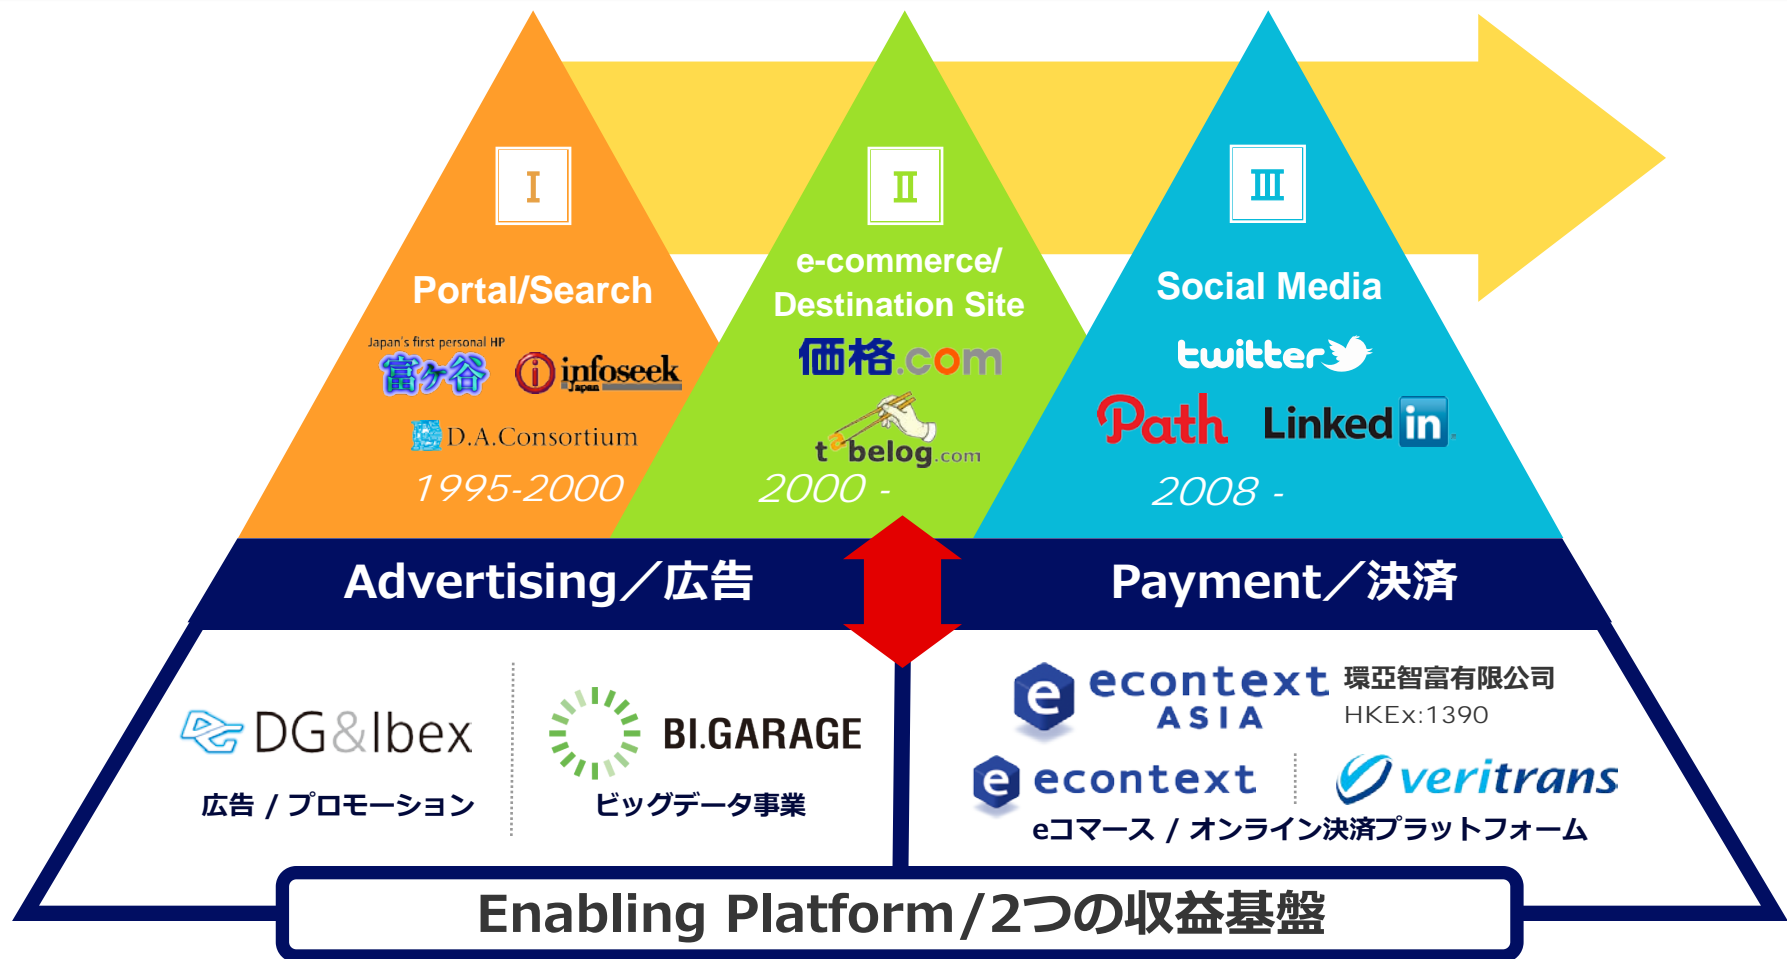 I
Portal/Search
Japan's first personal HP
富ヶ谷
i infoseek
Japan
D.A.Consortium
1995-2000
II
e-commerce/
Destination Site
価格.com
tabelog.com
2000 -
III
Social Media
twitter
Path
Linked in
2008 -
Advertising／広告
Payment／決済
DG&Ibex
広告 / プロモーション
BI.GARAGE
ビッグデータ事業
e econtext
ASIA
環亞智富有限公司
HKEx:1390
e econtext
veritrans
eコマース / オンライン決済プラットフォーム
Enabling Platform/2つの収益基盤